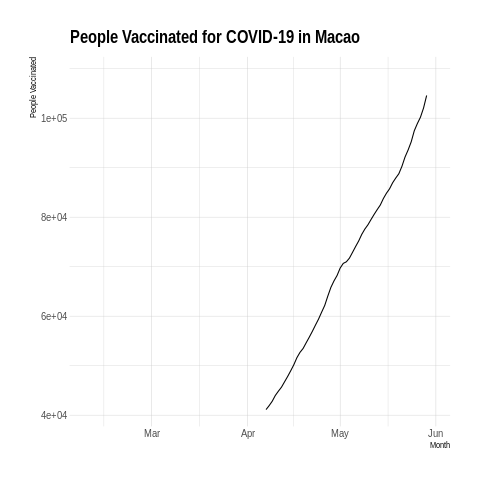 People Vaccinated for COVID-19 in Macao
People Vaccinated
1e+05
8e+04
6e+04
4e+04
Mar Apr May Jun
Month